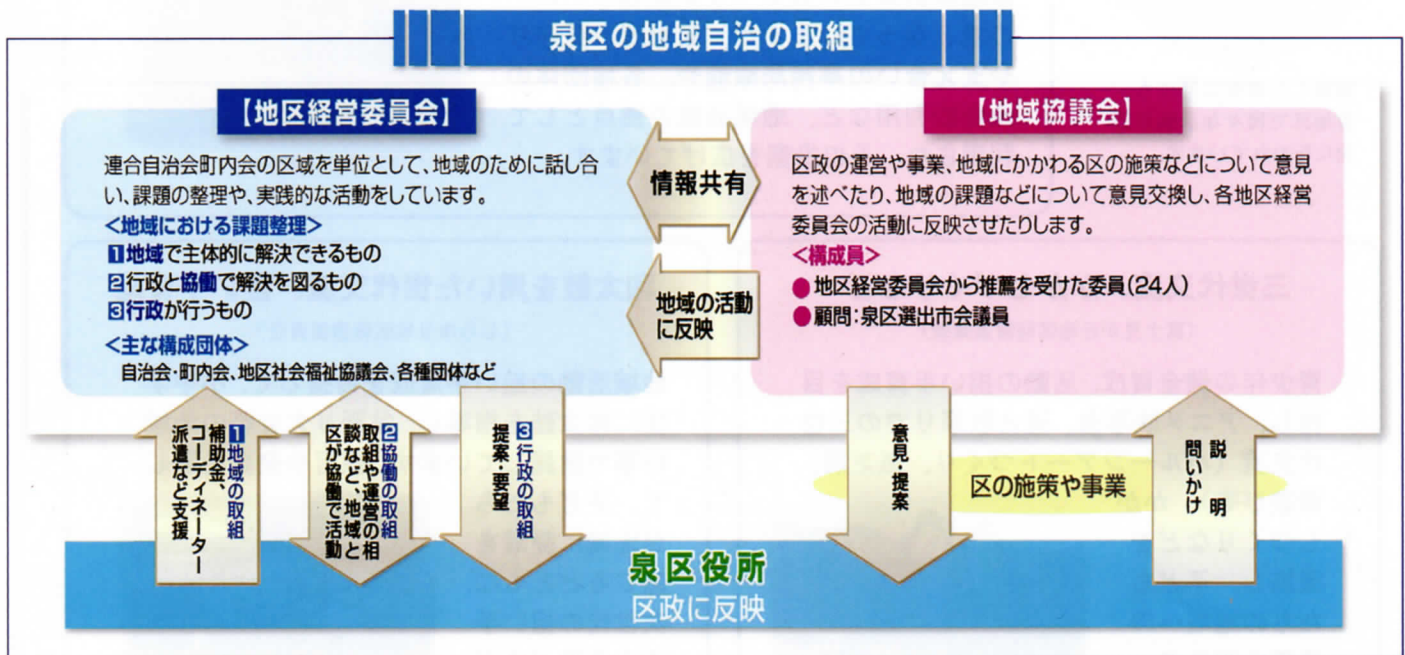 泉区の地域自治の取組
【地区経営委員会】
連合自治会町内会の区域を単位として、地域のために話し合
い、課題の整理や、実践的な活動をしています。
<地域における課題整理>
1地域で主体的に解決できるもの
2行政と協働で解決を図るもの
3行政が行うもの
<主な構成団体>
自治会・町内会、地区社会福祉協議会、各種団体など
情報共有
地域の活動
に反映
【地域協議会】
区政の運営や事業、地域にかかわる区の施策などについて意見
を述べたり、地域の課題などについて意見交換し、各地区経営
委員会の活動に反映させたりします。
<構成員>
●地区経営委員会から推薦を受けた委員(24人)
●顧問:泉区選出市会議員
1地域の取組
補助金、
コーディネーター
派遣など支援
2協働の取組
取組や運営の相
談など、地域と
区が協働で活動
3行政の取組
提案・要望
意見・提案
区の施策や事業
説明
問いかけ
泉区役所
区政に反映